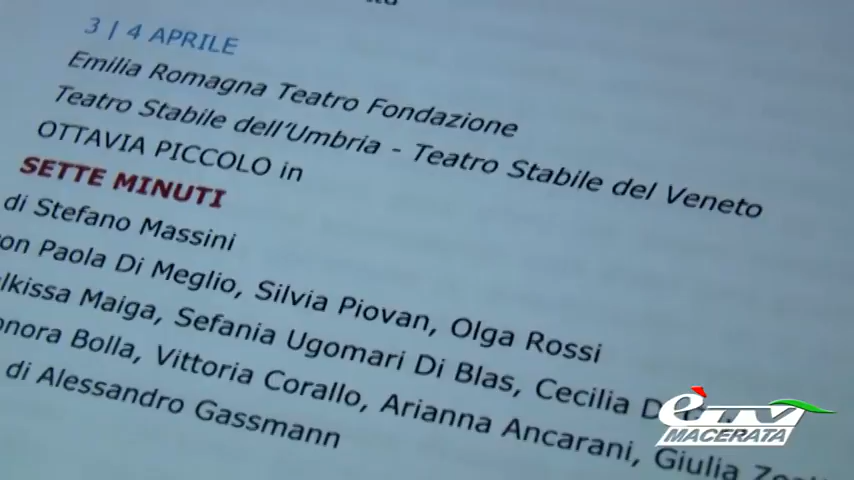 3 | 4 APRILE
Emilia Romagna Teatro Fondazione
Teatro Stabile dell'Umbria - Teatro Stabile del Veneto
OTTAVIA PICCOLO in
SETTE MINUTI
di Stefano Massini
Paola Di Meglio, Silvia Piovan, Olga Rossi
Maiga, Sefania Ugomari Di Blas, Cecilia
Bolla, Vittoria Corallo, Arianna Ancarani, Giulia
di Alessandro Gassmann
èTV
MACERATA